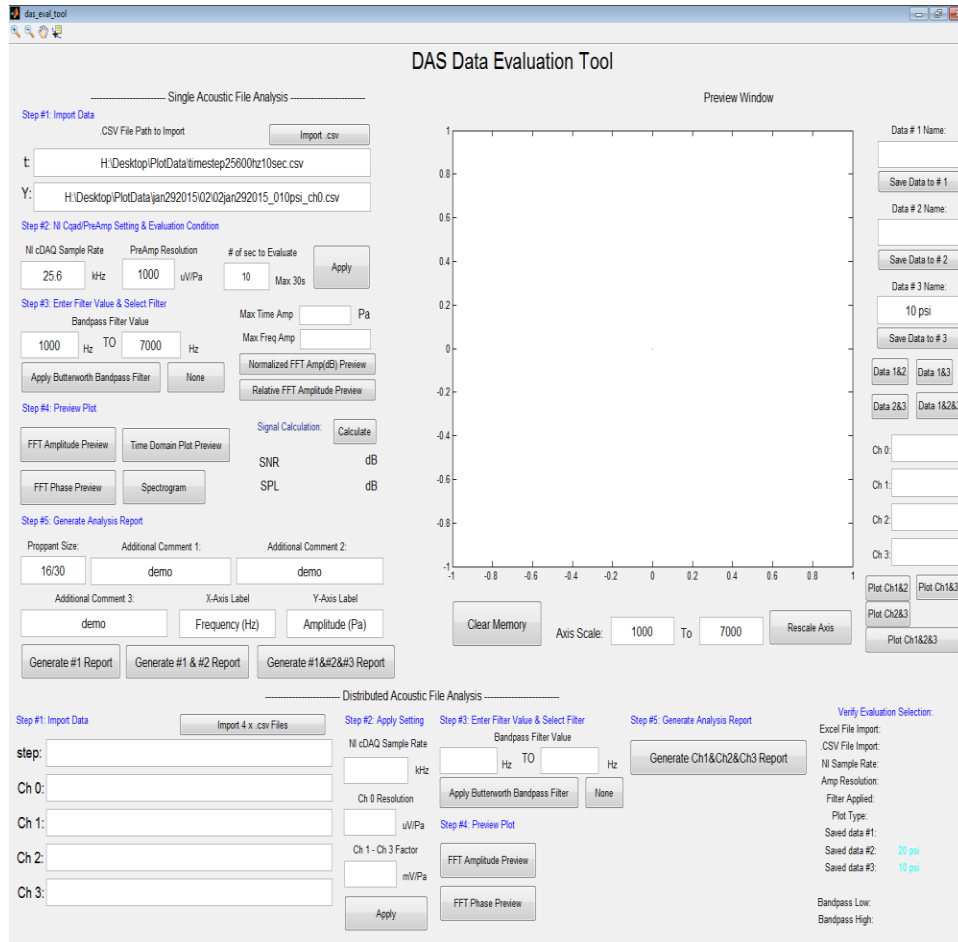 das_eval_tool
DAS Data Evaluation Tool
------------------------- Single Acoustic File Analysis -------------------------
Step #1: Import Data
.CSV File Path to Import
Import .csv
t: H:\Desktop\PlotData\timestep25600hz10sec.csv
Y: H:\Desktop\PlotData\jan292015\02\02jan292015_010psi_ch0.csv
Step #2: NI Cqad/PreAmp Setting & Evaluation Condition
NI cDAQ Sample Rate PreAmp Resolution # of sec to Evaluate
25.6 kHz 1000 uV/Pa 10 Max 30s Apply
Step #3: Enter Filter Value & Select Filter
Bandpass Filter Value
1000 Hz TO 7000 Hz
Apply Butterworth Bandpass Filter None
Max Time Amp Pa
Max Freq Amp
Normalized FFT Amp(dB) Preview
Relative FFT Amplitude Preview
Step #4: Preview Plot
FFT Amplitude Preview Time Domain Plot Preview
FFT Phase Preview Spectrogram
Signal Calculation: Calculate
SNR dB
SPL dB
Step #5: Generate Analysis Report
Proppant Size: Additional Comment 1: Additional Comment 2:
16/30 demo demo
Additional Comment 3: X-Axis Label Y-Axis Label
demo Frequency (Hz) Amplitude (Pa)
Generate #1 Report Generate #1 & #2 Report Generate #1&#2&#3 Report
Preview Window
1
0.8
0.6
0.4
0.2
0
-0.2
-0.4
-0.6
-0.8
-1
-1 -0.8 -0.6 -0.4 -0.2 0 0.2 0.4 0.6 0.8 1
Clear Memory Axis Scale: 1000 To 7000 Rescale Axis
Data # 1 Name:
Save Data to # 1
Data # 2 Name:
Save Data to # 2
Data # 3 Name:
10 psi
Save Data to # 3
Data 1&2 Data 1&3
Data 2&3 Data 1&2&3
Ch 0:
Ch 1:
Ch 2:
Ch 3:
Plot Ch1&2 Plot Ch1&3
Plot Ch2&3
Plot Ch1&2&3
------------------------- Distributed Acoustic File Analysis -------------------------
Step #1: Import Data
Import 4 x .csv Files
step:
Ch 0:
Ch 1:
Ch 2:
Ch 3:
Step #2: Apply Setting
NI cDAQ Sample Rate
kHz
Ch 0 Resolution
uV/Pa
Ch 1 - Ch 3 Factor
mV/Pa
Apply
Step #3: Enter Filter Value & Select Filter
Bandpass Filter Value
Hz TO Hz
Apply Butterworth Bandpass Filter None
Step #4: Preview Plot
FFT Amplitude Preview
FFT Phase Preview
Step #5: Generate Analysis Report
Generate Ch1&Ch2&Ch3 Report
Verify Evaluation Selection:
Excel File Import:
.CSV File Import:
NI Sample Rate:
Amp Resolution:
Filter Applied:
Plot Type:
Saved data #1:
Saved data #2: 20 psi
Saved data #3: 10 psi
Bandpass Low:
Bandpass High: